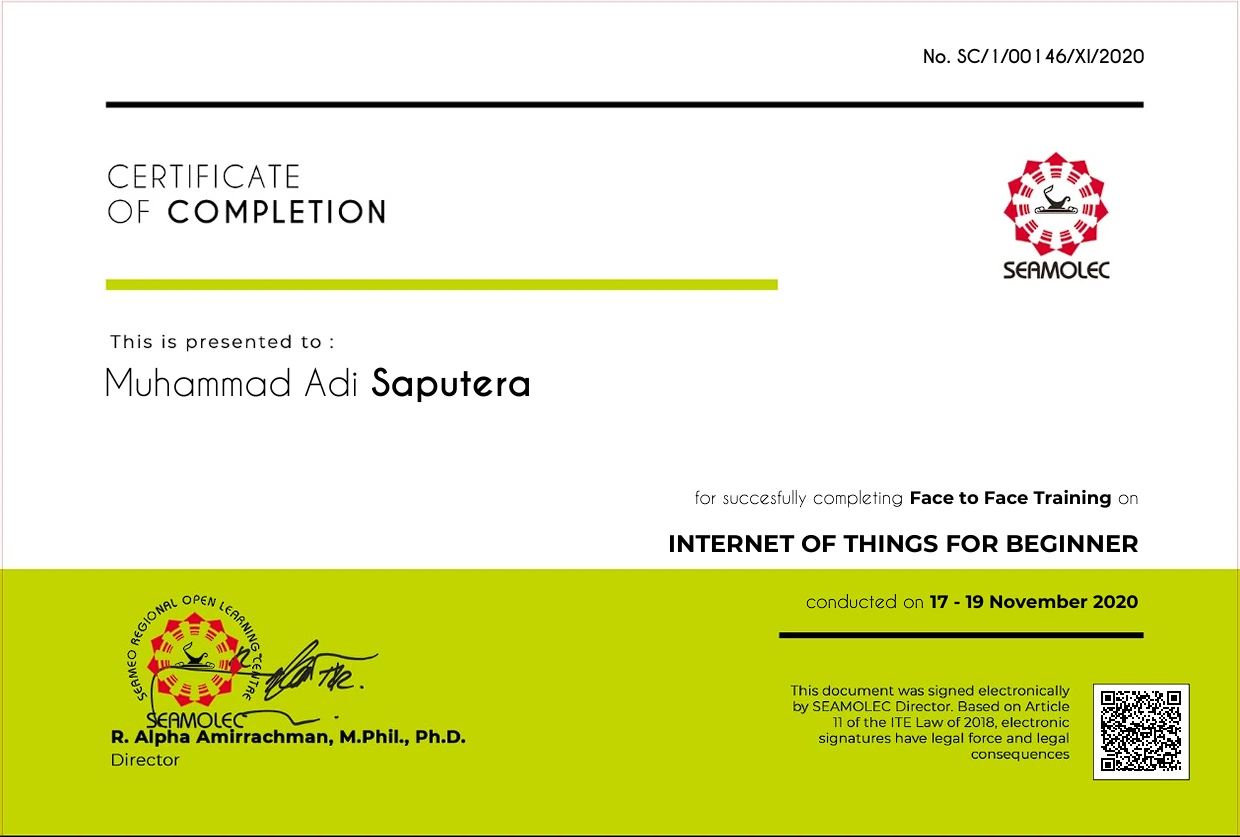 No. SC/1/00146/XI/2020
CERTIFICATE
OF COMPLETION
SEAMOLEC
This is presented to :
Muhammad Adi Saputera
for succesfully completing Face to Face Training on
INTERNET OF THINGS FOR BEGINNER
conducted on 17 - 19 November 2020
SEAMEO REGIONAL OPEN LEARNING CENTRE
SEAMOLEC
R. Alpha Amirrachman, M.Phil., Ph.D.
Director
This document was signed electronically
by SEAMOLEC Director. Based on Article
11 of the ITE Law of 2018, electronic
signatures have legal force and legal
consequences